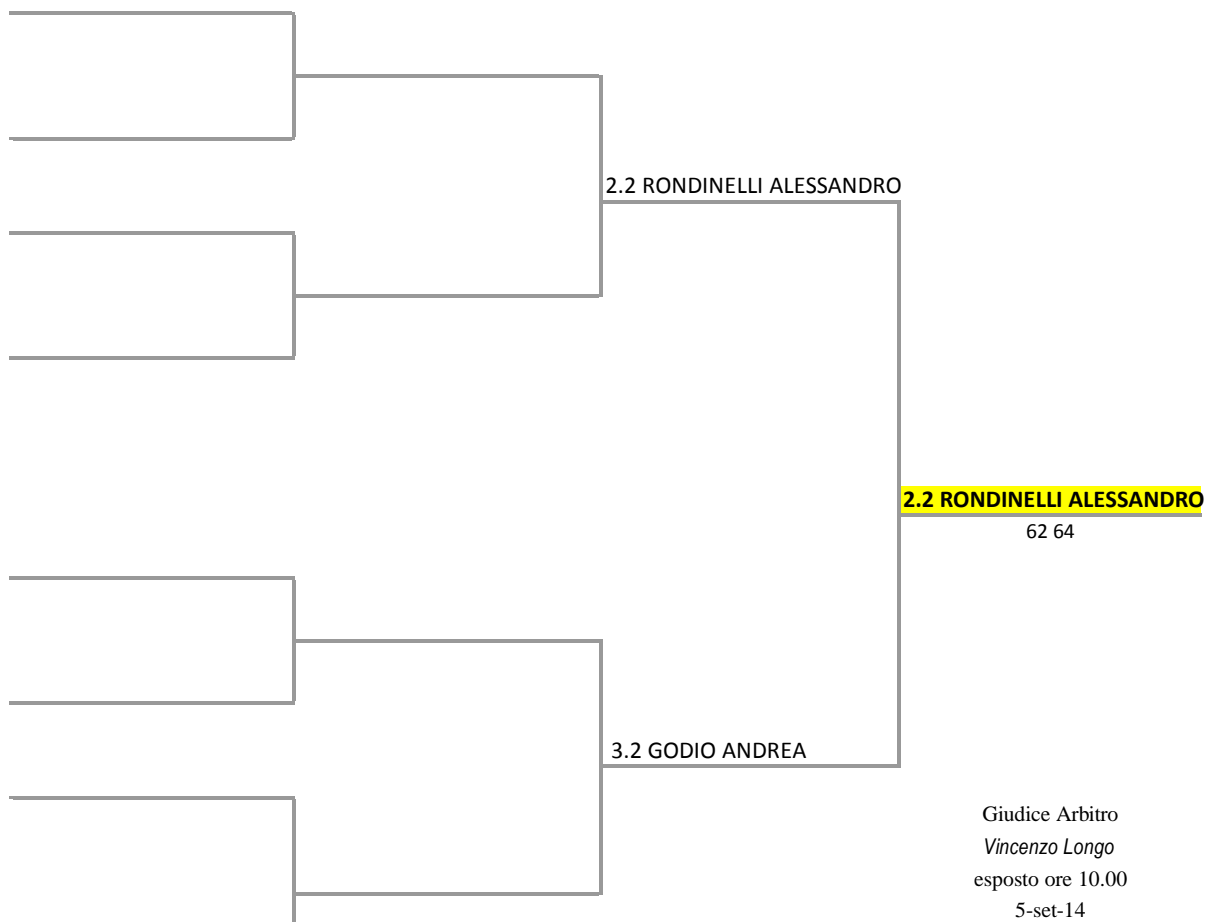 2.2 RONDINELLI ALESSANDRO
2.2 RONDINELLI ALESSANDRO
62 64
3.2 GODIO ANDREA
Giudice Arbitro
Vincenzo Longo
esposto ore 10.00
5-set-14